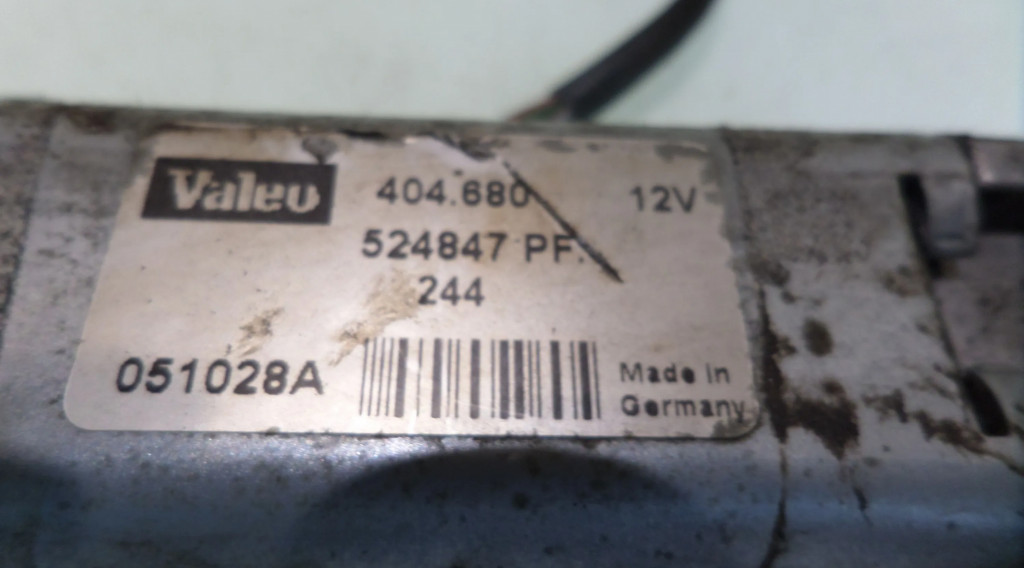 Valeo 404.680 12V
524847 PF.
244
051028A
Made in
Germany